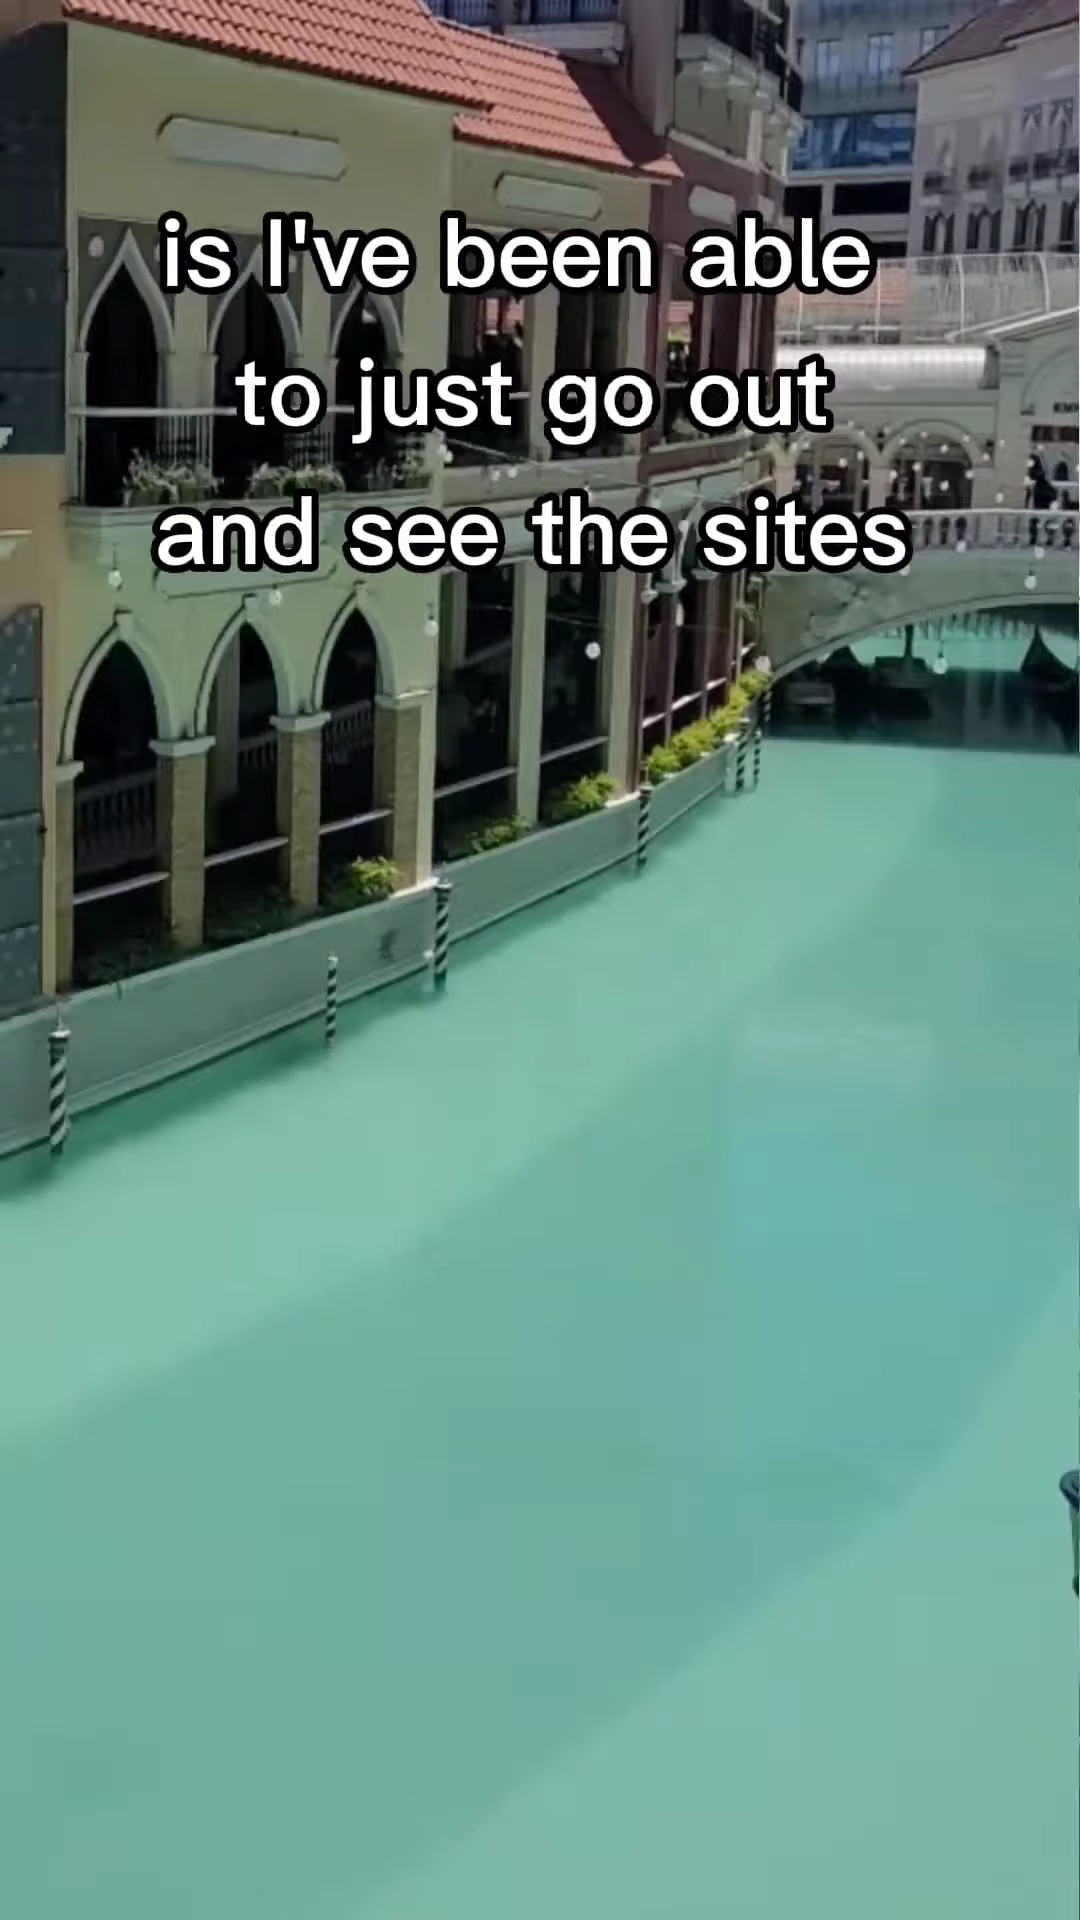 is I've been able
to just go out
and see the sites